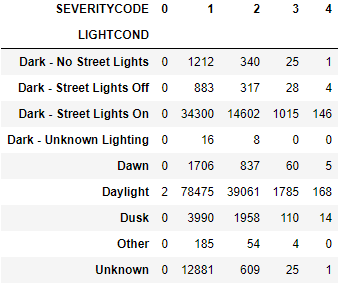 SEVERITYCODE 0 1 2 3 4
LIGHTCOND
Dark - No Street Lights 0 1212 340 25 1
Dark - Street Lights Off 0 883 317 28 4
Dark - Street Lights On 0 34300 14602 1015 146
Dark - Unknown Lighting 0 16 8 0 0
Dawn 0 1706 837 60 5
Daylight 2 78475 39061 1785 168
Dusk 0 3990 1958 110 14
Other 0 185 54 4 0
Unknown 0 12881 609 25 1